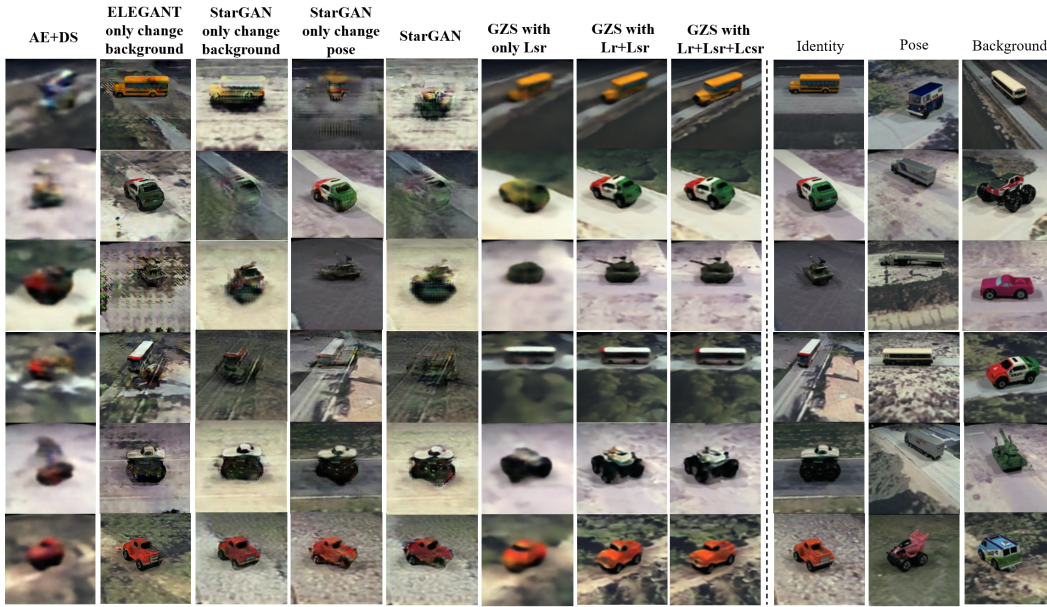 AE+DS
ELEGANT
only change
background
StarGAN
only change
background
StarGAN
only change
pose
StarGAN
GZS with
only Lsr
GZS with
Lr+Lsr
GZS with
Lr+Lsr+Lcsr
Identity
Pose
Background